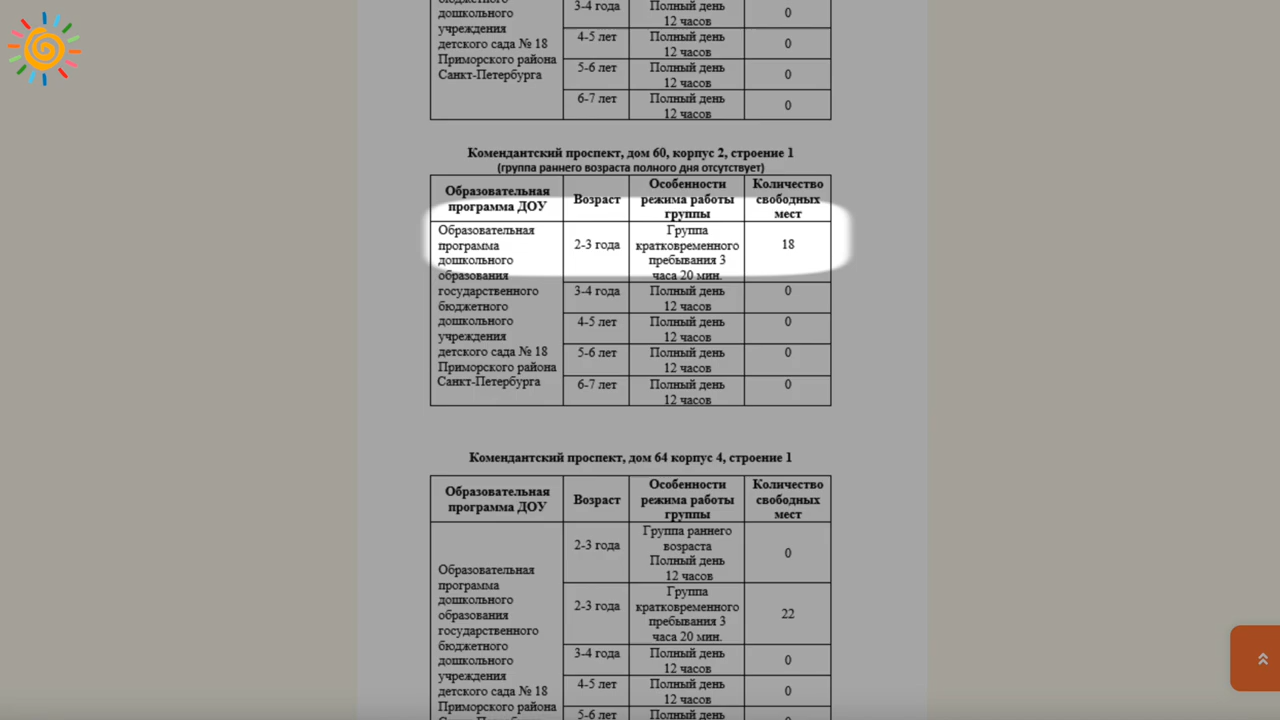 бюджетного
дошкольного
учреждения
детского сада № 18
Приморского района
Санкт-Петербурга
3-4 года
Полный день
12 часов
0
4-5 лет
Полный день
12 часов
0
5-6 лет
Полный день
12 часов
0
6-7 лет
Полный день
12 часов
0
Комендантский проспект, дом 60, корпус 2, строение 1
(группа раннего возраста полного дня отсутствует)
Образовательная
программа ДОУ
Возраст
Особенности
режима работы
группы
Количество
свободных
мест
Образовательная
программа
дошкольного
образования
государственного
бюджетного
дошкольного
учреждения
детского сада № 18
Приморского района
Санкт-Петербурга
2-3 года
Группа
кратковременного
пребывания 3
часа 20 мин.
18
3-4 года
Полный день
12 часов
0
4-5 лет
Полный день
12 часов
0
5-6 лет
Полный день
12 часов
0
6-7 лет
Полный день
12 часов
0
Комендантский проспект, дом 64 корпус 4, строение 1
Образовательная
программа ДОУ
Возраст
Особенности
режима работы
группы
Количество
свободных
мест
Образовательная
программа
дошкольного
образования
государственного
бюджетного
дошкольного
учреждения
детского сада № 18
Приморского района
2-3 года
Группа раннего
возраста
Полный день
12 часов
0
2-3 года
Группа
кратковременного
пребывания 3
часа 20 мин.
22
3-4 года
Полный день
12 часов
0
4-5 лет
Полный день
12 часов
0
5-6 лет
Полный день